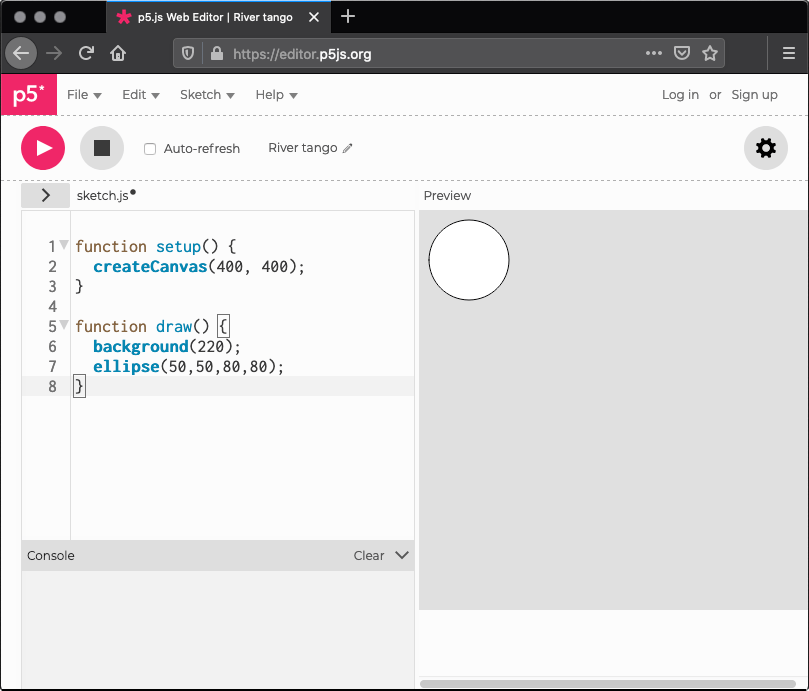 p5.js Web Editor | River tango
https://editor.p5js.org
p5* File Edit Sketch Help Log in or Sign up
Auto-refresh River tango
sketch.js Preview
1 function setup() {
2 createCanvas(400, 400);
3 }
4
5 function draw() {
6 background(220);
7 ellipse(50,50,80,80);
8 }
Console Clear